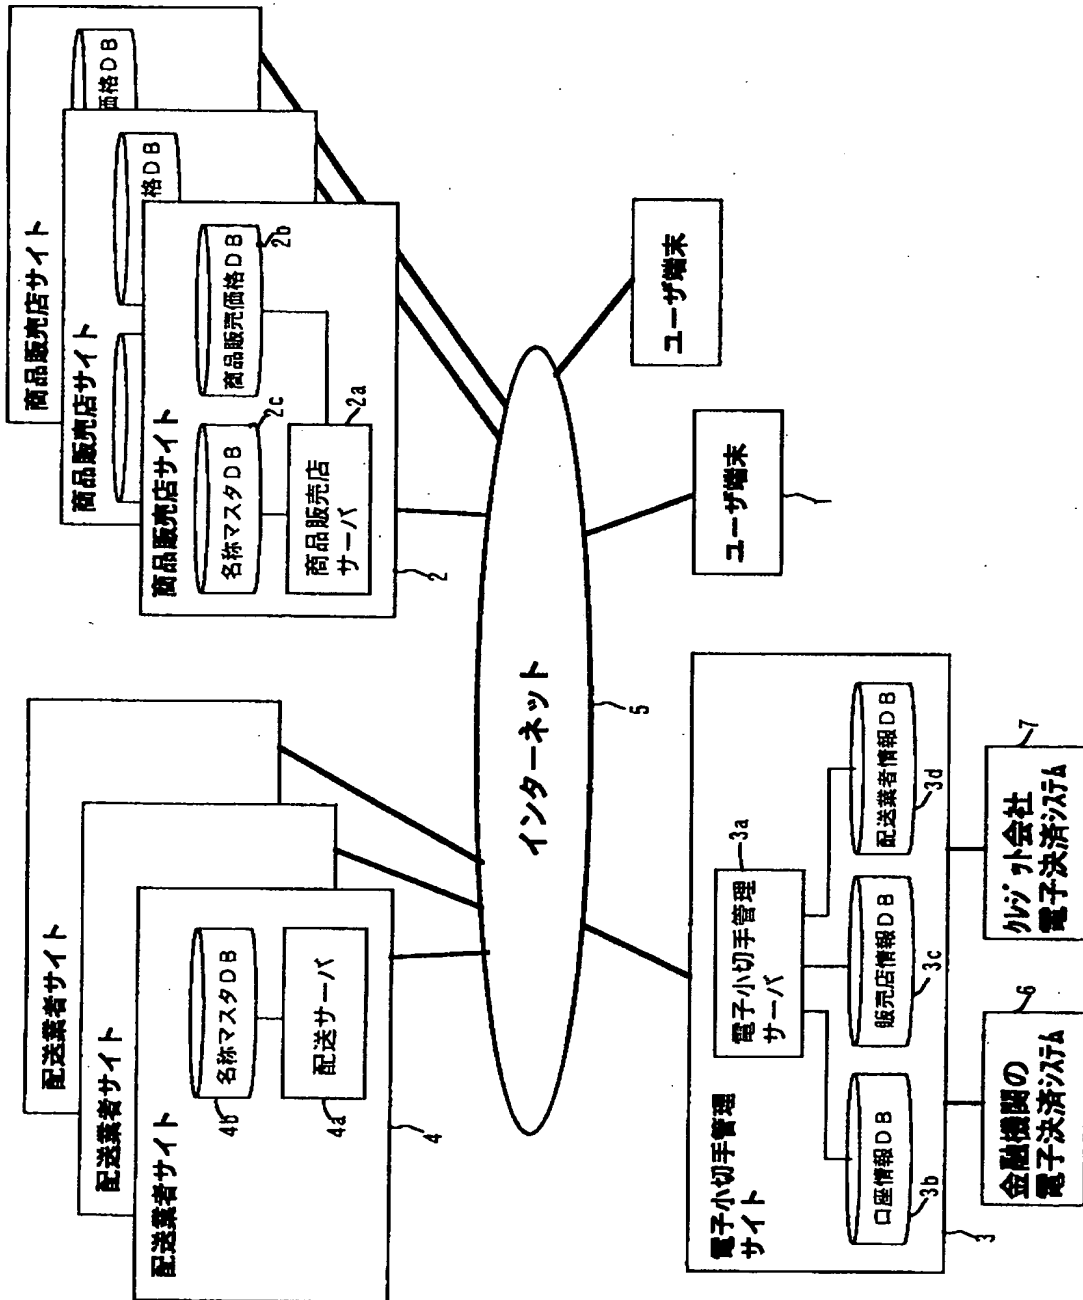 配送業者サイト
配送業者サイト
配送業者サイト
名称マスタDB
4b
配送サーバ
4a
4
商品販売店サイト
価格DB
商品販売店サイト
格DB
商品販売店サイト
名称マスタDB
2c
商品販売価格DB
2b
商品販売店
サーバ
2a
2
インターネット
5
電子小切手管理
サイト
電子小切手管理
サーバ
3a
口座情報DB
3b
販売店情報DB
3c
配送業者情報DB
3d
3
ユーザ端末
1
ユーザ端末
金融機関の
電子決済システム
6
クレジット会社
電子決済システム
7